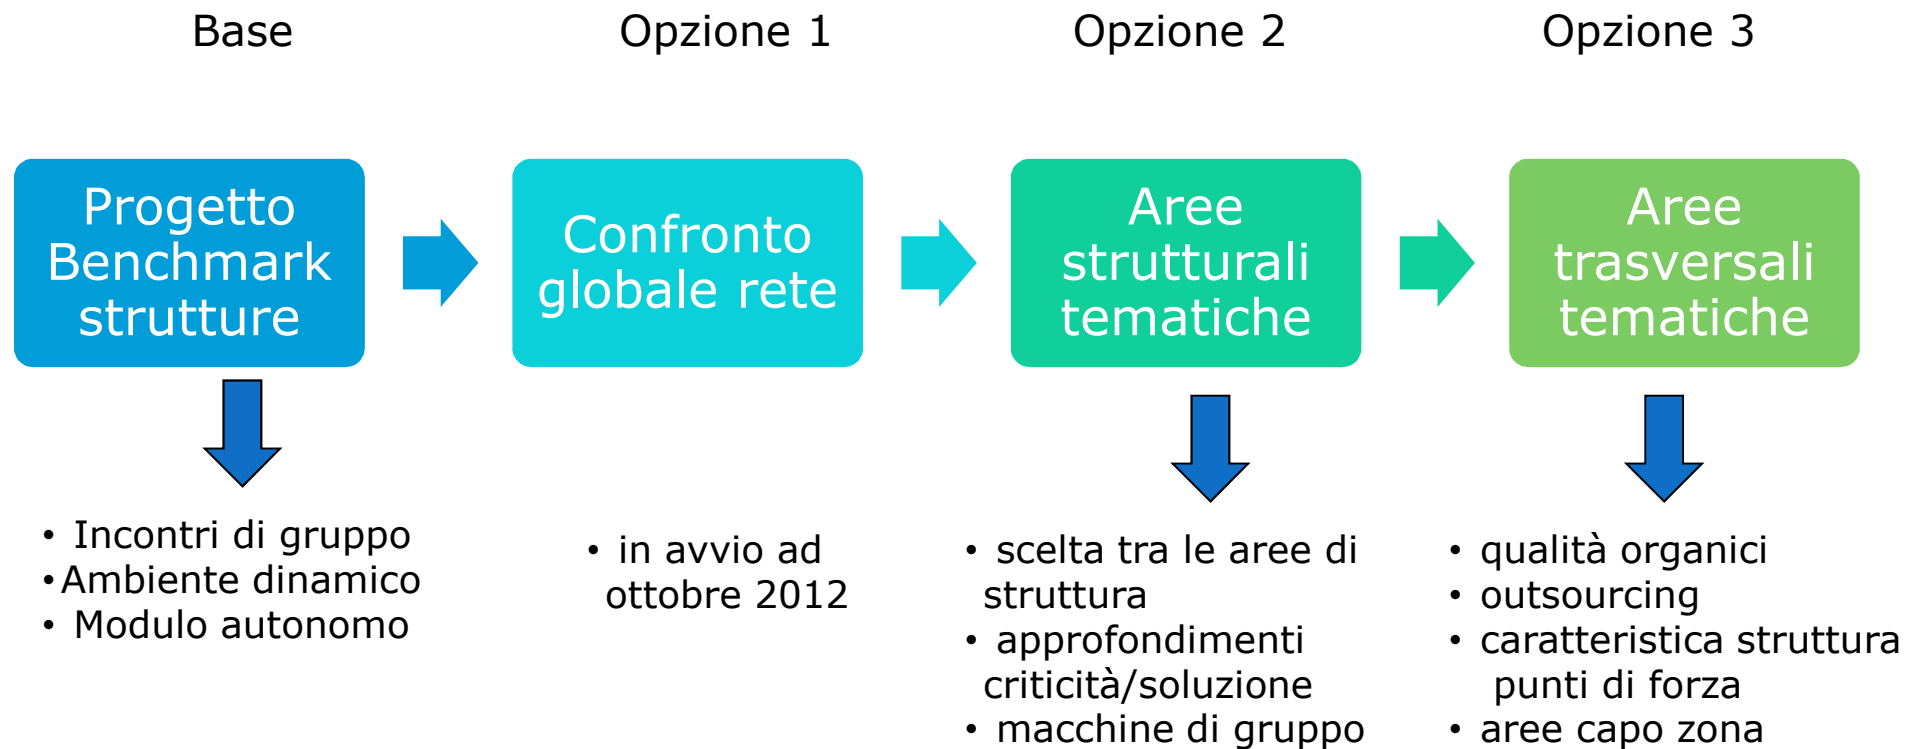 Base
Opzione 1
Opzione 2
Opzione 3
Progetto
Benchmark
strutture
Confronto
globale rete
Aree
strutturali
tematiche
Aree
trasversali
tematiche
• Incontri di gruppo
•Ambiente dinamico
• Modulo autonomo
• in avvio ad
ottobre 2012
• scelta tra le aree di
struttura
• approfondimenti
criticità/soluzione
• macchine di gruppo
• qualità organici
• outsourcing
• caratteristica struttura
punti di forza
• aree capo zona